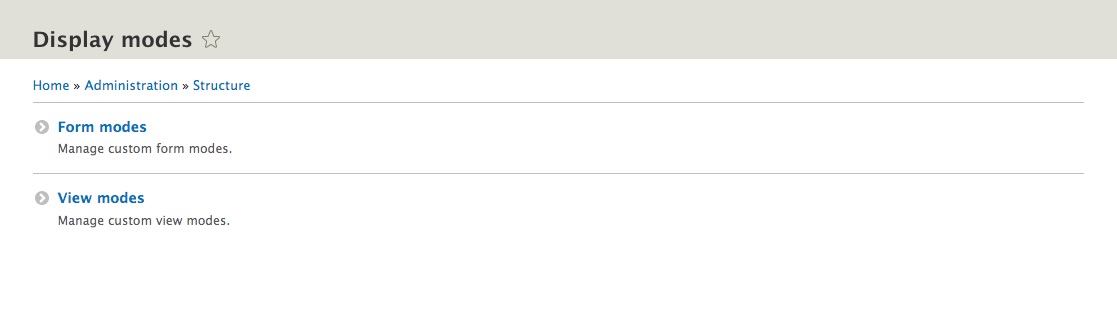 Display modes
Home » Administration » Structure
Form modes
Manage custom form modes.
View modes
Manage custom view modes.